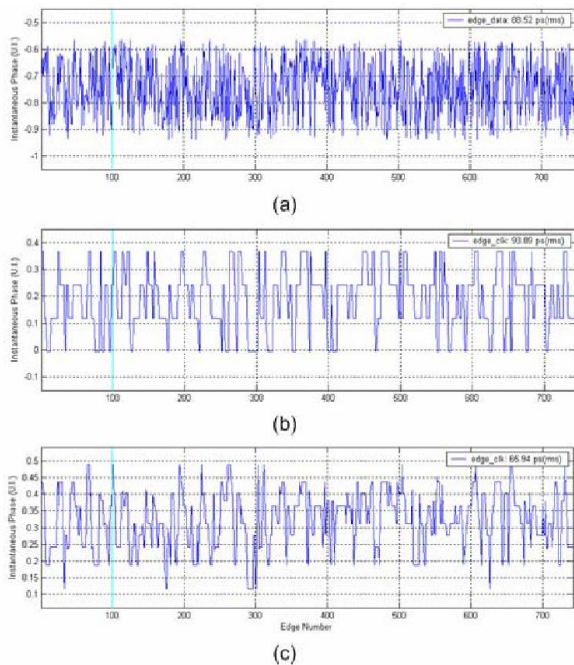 -0.5
edge_data: 88.52 ps(rms)
-0.6
-0.7
-0.8
-0.9
-1
Instantaneous Phase (U.I.)
100 200 300 400 500 600 700
(a)
0.4
edge_clk: 93.89 ps(rms)
0.3
0.2
0.1
0
-0.1
Instantaneous Phase (U.I.)
100 200 300 400 500 600 700
(b)
0.5
edge_clk: 65.94 ps(rms)
0.45
0.4
0.35
0.3
0.25
0.2
0.15
0.1
Instantaneous Phase (U.I.)
100 200 300 400 500 600 700
Edge Number
(c)